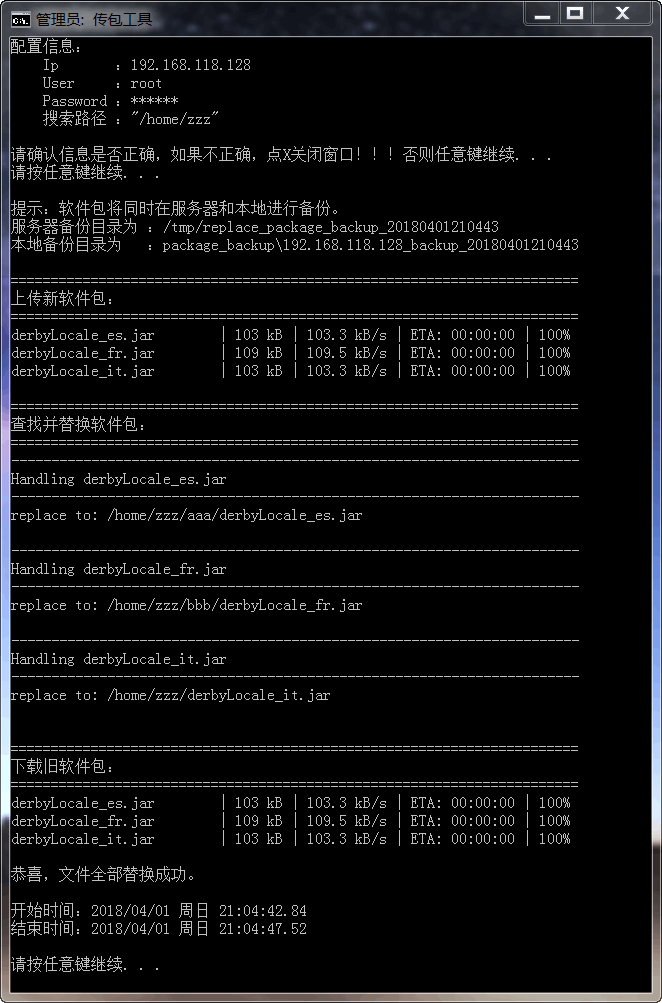 管理员: 传包工具
配置信息:
Ip : 192.168.118.128
User : root
Password : ******
搜索路径 : "/home/zzz"
请确认信息是否正确，如果不正确，点X关闭窗口！！！否则任意键继续. . .
请按任意键继续. . .
提示：软件包将同时在服务器和本地进行备份。
服务器备份目录为 : /tmp/replace_package_backup_20180401210443
本地备份目录为 : package_backup\192.168.118.128_backup_20180401210443
=======================================================================
上传新软件包:
=======================================================================
derbyLocale_es.jar | 103 kB | 103.3 kB/s | ETA: 00:00:00 | 100%
derbyLocale_fr.jar | 109 kB | 109.5 kB/s | ETA: 00:00:00 | 100%
derbyLocale_it.jar | 103 kB | 103.3 kB/s | ETA: 00:00:00 | 100%
=======================================================================
查找并替换软件包:
=======================================================================
-----------------------------------------------------------------------
Handling derbyLocale_es.jar
-----------------------------------------------------------------------
replace to: /home/zzz/aaa/derbyLocale_es.jar
-----------------------------------------------------------------------
Handling derbyLocale_fr.jar
-----------------------------------------------------------------------
replace to: /home/zzz/bbb/derbyLocale_fr.jar
-----------------------------------------------------------------------
Handling derbyLocale_it.jar
-----------------------------------------------------------------------
replace to: /home/zzz/derbyLocale_it.jar
=======================================================================
下载旧软件包:
=======================================================================
derbyLocale_es.jar | 103 kB | 103.3 kB/s | ETA: 00:00:00 | 100%
derbyLocale_fr.jar | 109 kB | 109.5 kB/s | ETA: 00:00:00 | 100%
derbyLocale_it.jar | 103 kB | 103.3 kB/s | ETA: 00:00:00 | 100%
恭喜，文件全部替换成功。
开始时间：2018/04/01 周日 21:04:42.84
结束时间：2018/04/01 周日 21:04:47.52
请按任意键继续. . .